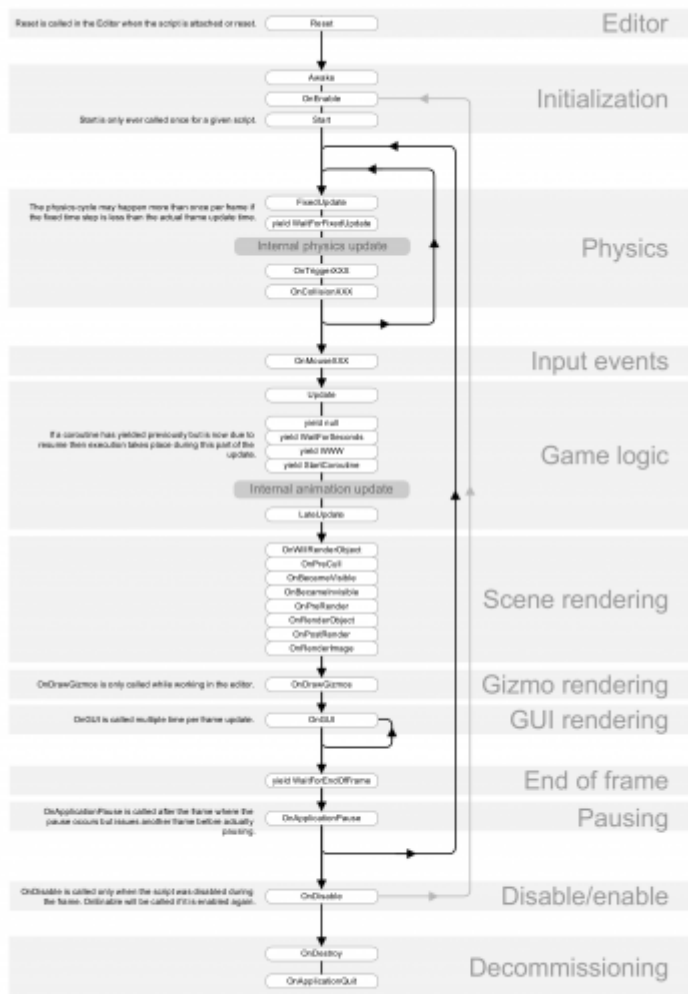 Reset is called in the Editor when the script is attached or reset.
Reset
Editor
Awake
OnEnable
Initialization
Start is only ever called once for a given script.
Start
The physics cycle may happen more than once per frame if
the fixed time step is less than the actual frame update time.
FixedUpdate
yield WaitForFixedUpdate
Internal physics update
Physics
OnTriggerXXX
OnCollisionXXX
OnMouseXXX
Input events
Update
If a coroutine has yielded previously but is now due to
resume then execution takes place during this part of the
update.
yield null
yield WaitForSeconds
yield WWW
yield StartCoroutine
Game logic
Internal animation update
LateUpdate
OnWillRenderObject
OnPreCull
OnBecameVisible
OnBecameInvisible
OnPreRender
OnRenderObject
OnPostRender
OnRenderImage
Scene rendering
OnDrawGizmos is only called while working in the editor.
OnDrawGizmos
Gizmo rendering
OnGUI is called multiple time per frame update.
OnGUI
GUI rendering
yield WaitForEndOfFrame
End of frame
OnApplicationPause is called after the frame where the
pause occurs but issues another frame before actually
pausing.
OnApplicationPause
Pausing
OnDisable is called only when the script was disabled during
the frame. OnEnable will be called if it is enabled again.
OnDisable
Disable/enable
OnDestroy
OnApplicationQuit
Decommissioning